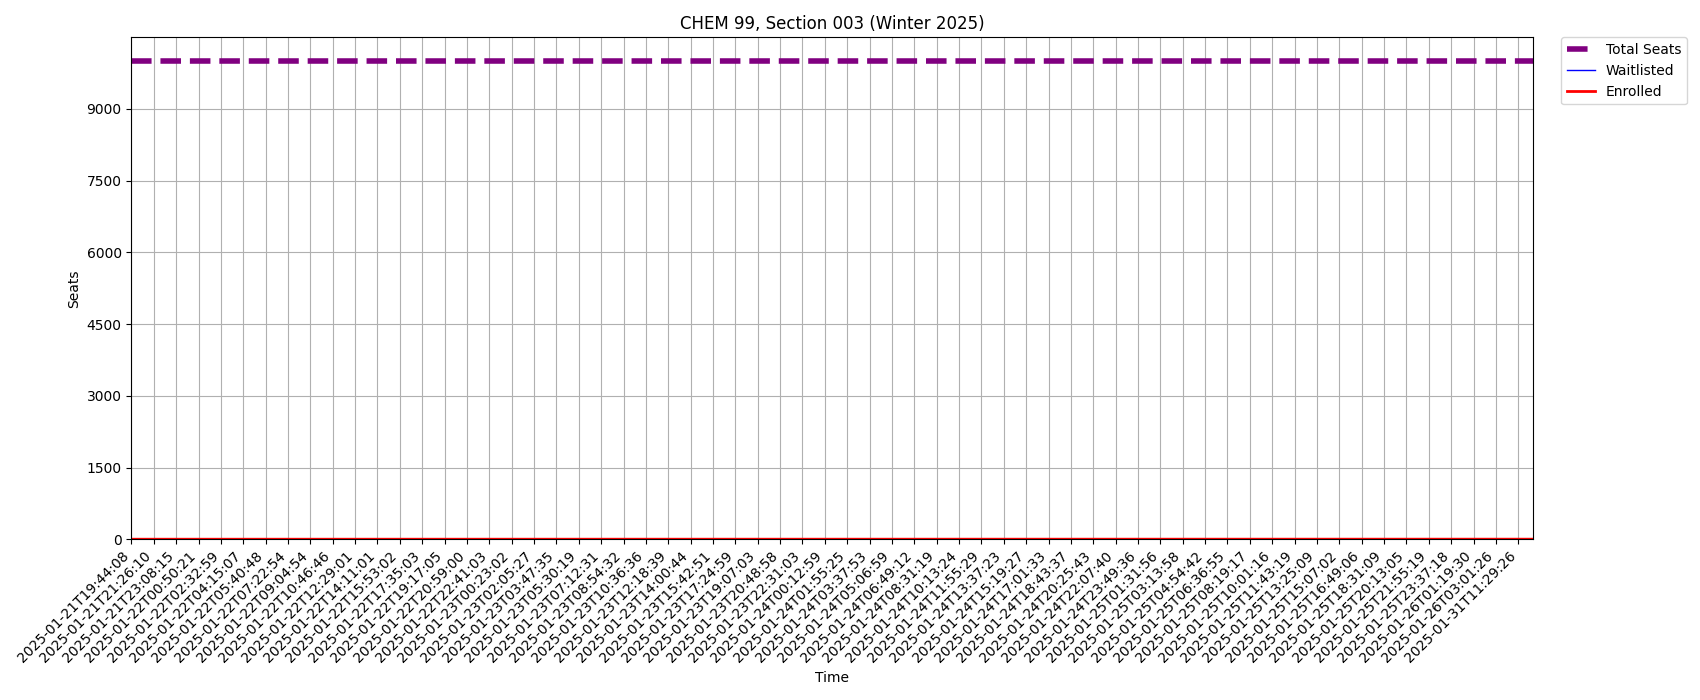 CHEM 99, Section 003 (Winter 2025)
Total Seats
Waitlisted
Enrolled
9000
7500
6000
4500
3000
1500
0
Seats
2025-01-21T19:44:08
2025-01-21T21:26:10
2025-01-21T23:08:15
2025-01-22T00:50:21
2025-01-22T02:32:59
2025-01-22T04:15:07
2025-01-22T05:40:48
2025-01-22T07:22:54
2025-01-22T09:04:54
2025-01-22T10:46:46
2025-01-22T12:29:01
2025-01-22T14:11:01
2025-01-22T15:53:02
2025-01-22T17:35:03
2025-01-22T19:17:05
2025-01-22T20:59:00
2025-01-22T22:41:03
2025-01-23T00:23:02
2025-01-23T02:05:27
2025-01-23T03:47:35
2025-01-23T05:30:19
2025-01-23T07:12:31
2025-01-23T08:54:32
2025-01-23T10:36:36
2025-01-23T12:18:39
2025-01-23T14:00:44
2025-01-23T15:42:51
2025-01-23T17:24:59
2025-01-23T19:07:03
2025-01-23T20:48:58
2025-01-23T22:31:03
2025-01-24T00:12:59
2025-01-24T01:55:25
2025-01-24T03:37:53
2025-01-24T05:06:59
2025-01-24T06:49:12
2025-01-24T08:31:19
2025-01-24T10:13:24
2025-01-24T11:55:29
2025-01-24T13:37:23
2025-01-24T15:19:27
2025-01-24T17:01:33
2025-01-24T18:43:37
2025-01-24T20:25:43
2025-01-24T22:07:40
2025-01-24T23:49:36
2025-01-25T01:31:56
2025-01-25T03:13:58
2025-01-25T04:54:42
2025-01-25T06:36:55
2025-01-25T08:19:17
2025-01-25T10:01:16
2025-01-25T11:43:19
2025-01-25T13:25:09
2025-01-25T15:07:02
2025-01-25T16:49:06
2025-01-25T18:31:09
2025-01-25T20:13:05
2025-01-25T21:55:19
2025-01-25T23:37:18
2025-01-26T01:19:30
2025-01-26T03:01:26
2025-01-31T11:29:26
Time